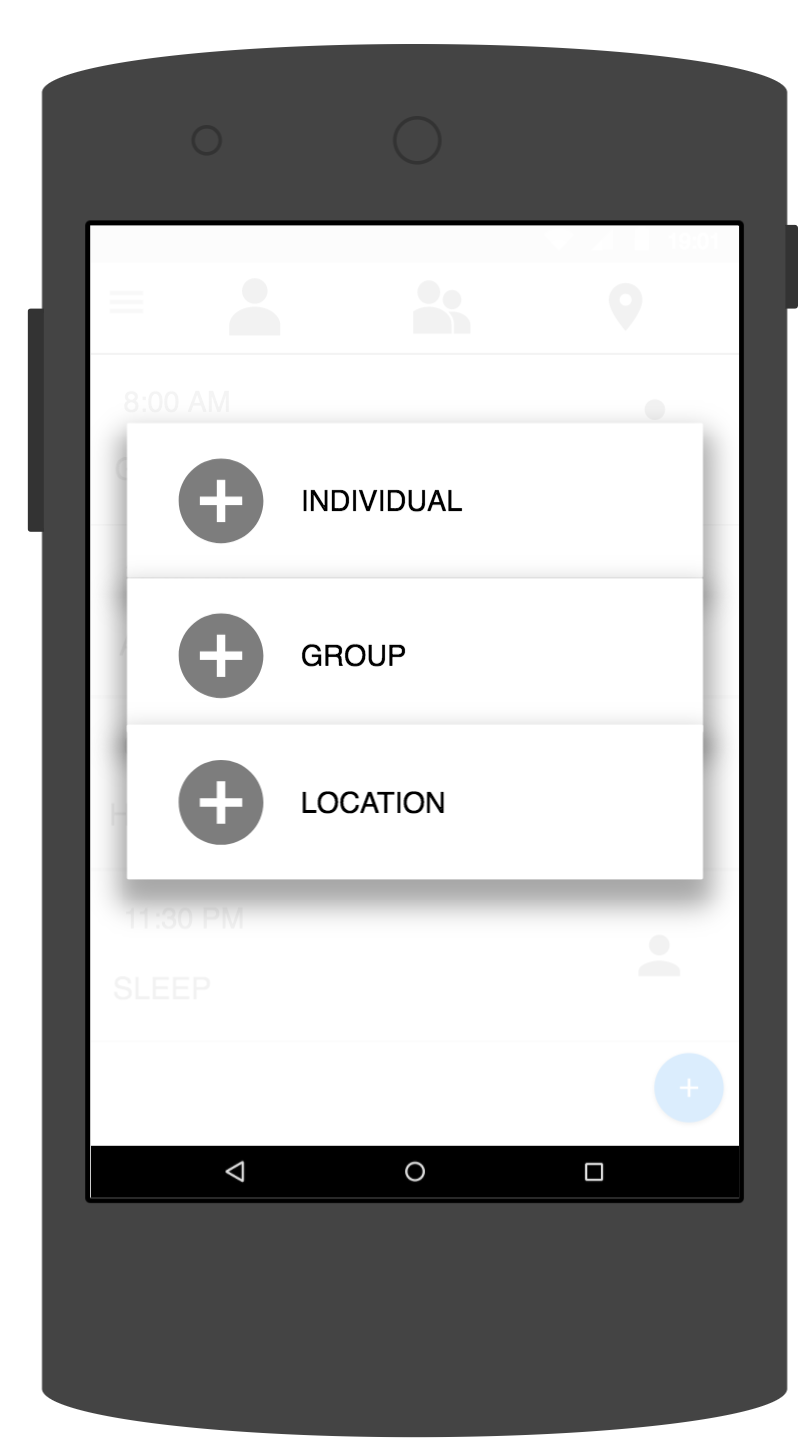 8:00 AM
INDIVIDUAL
GROUP
LOCATION
11:30 PM
SLEEP